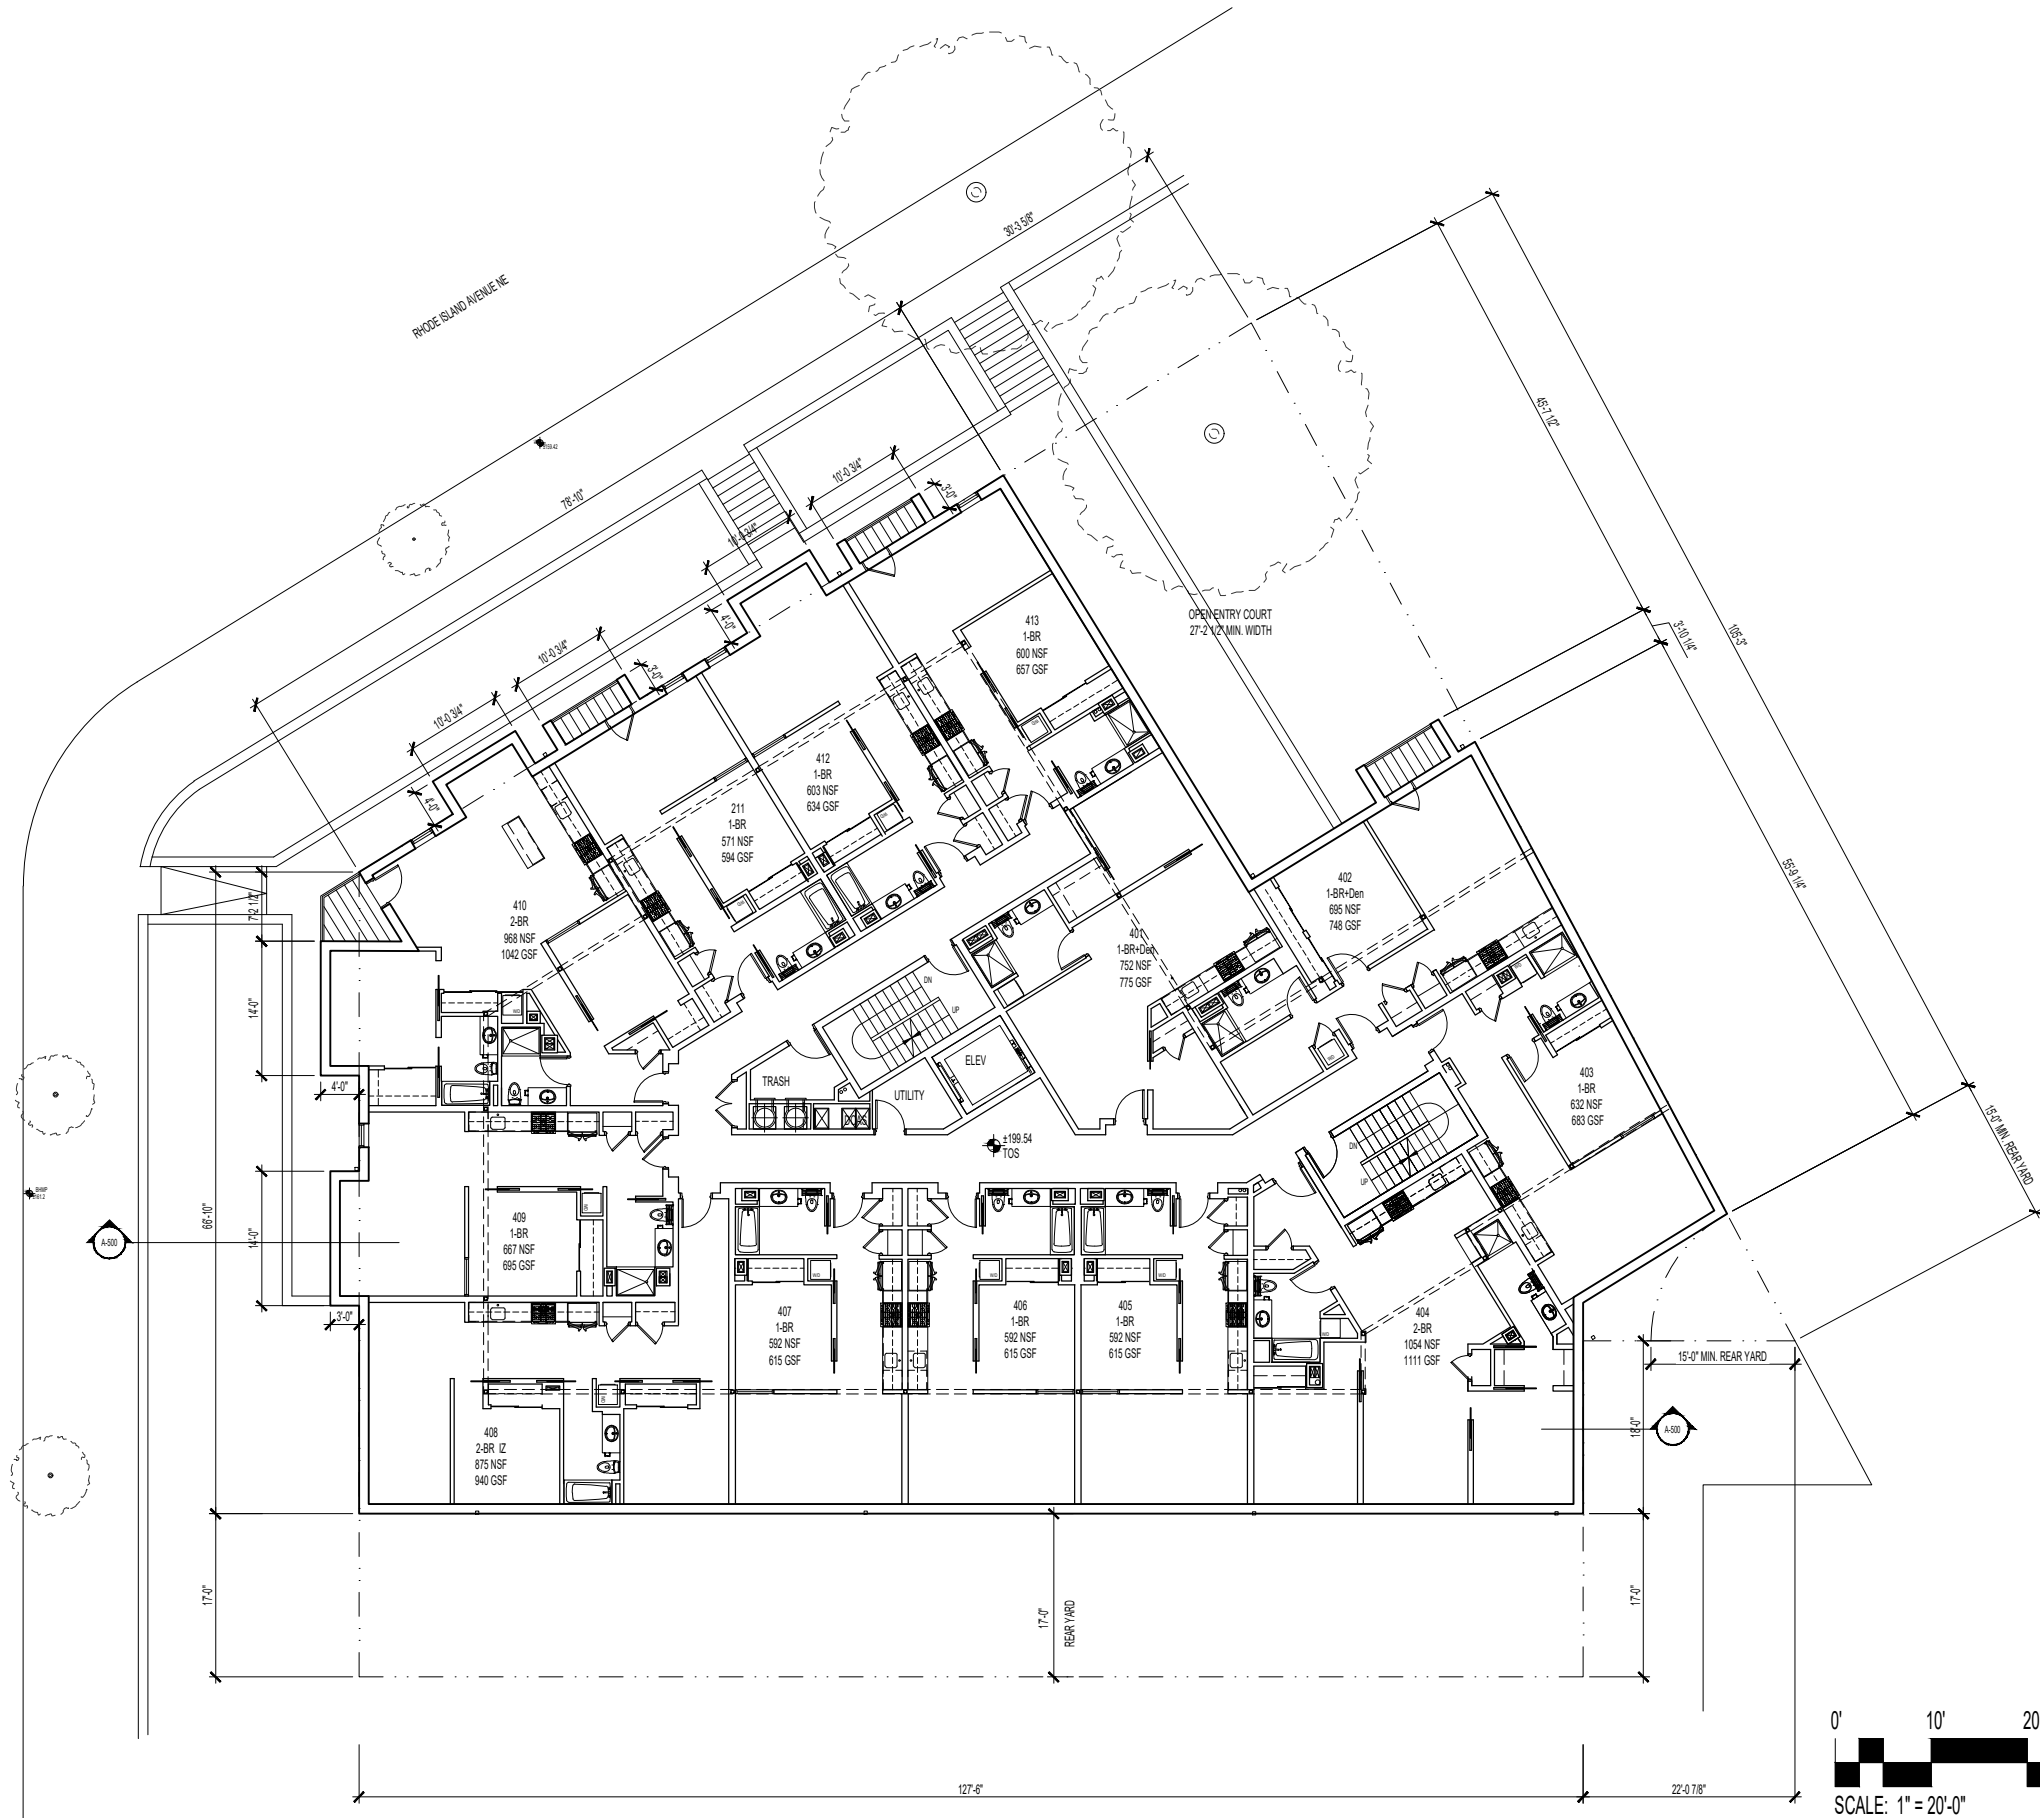 RHODE ISLAND AVENUE NE
30'-3 5/8"
78'-10"
10'-0 3/4"
3'-0"
10'-0 3/4"
4'-0"
10'-0 3/4"
3'-0"
10'-0 3/4"
4'-0"
45'-7 1/2"
3'-10 1/4"
105'-3"
55'-9 1/4"
15'-0" MIN. REAR YARD
OPEN ENTRY COURT
27'-2 1/2" MIN. WIDTH
413
1-BR
600 NSF
657 GSF
412
1-BR
603 NSF
634 GSF
211
1-BR
571 NSF
594 GSF
410
2-BR
968 NSF
1042 GSF
402
1-BR+Den
695 NSF
748 GSF
401
1-BR+Den
752 NSF
775 GSF
403
1-BR
632 NSF
683 GSF
DN
UP
ELEV
TRASH
UTILITY
±199.54
TOS
DN
UP
7'-2 1/2"
14'-0"
4'-0"
66'-10"
14'-0"
3'-0"
A-500
409
1-BR
667 NSF
695 GSF
407
1-BR
592 NSF
615 GSF
406
1-BR
592 NSF
615 GSF
405
1-BR
592 NSF
615 GSF
404
2-BR
1054 NSF
1111 GSF
W/D
W/D
W/D
W/D
408
2-BR IZ
875 NSF
940 GSF
15'-0" MIN. REAR YARD
18'-0"
A-500
17'-0"
17'-0"
REAR YARD
17'-0"
127'-6"
22'-0 7/8"
0'
10'
20
SCALE: 1" = 20'-0"